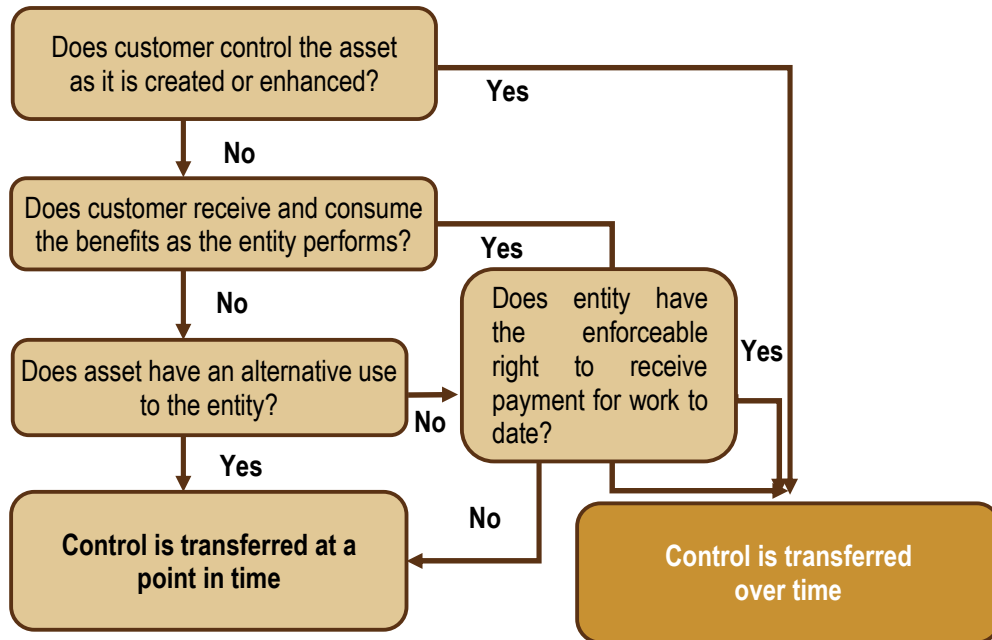 Does customer control the asset
as it is created or enhanced?
Yes
No
Does customer receive and consume
the benefits as the entity performs?
Yes
No
Does asset have an alternative use
to the entity?
No
Yes
Does entity have
the enforceable
right to receive
payment for work to
date?
Yes
No
Control is transferred at a
point in time
Control is transferred
over time